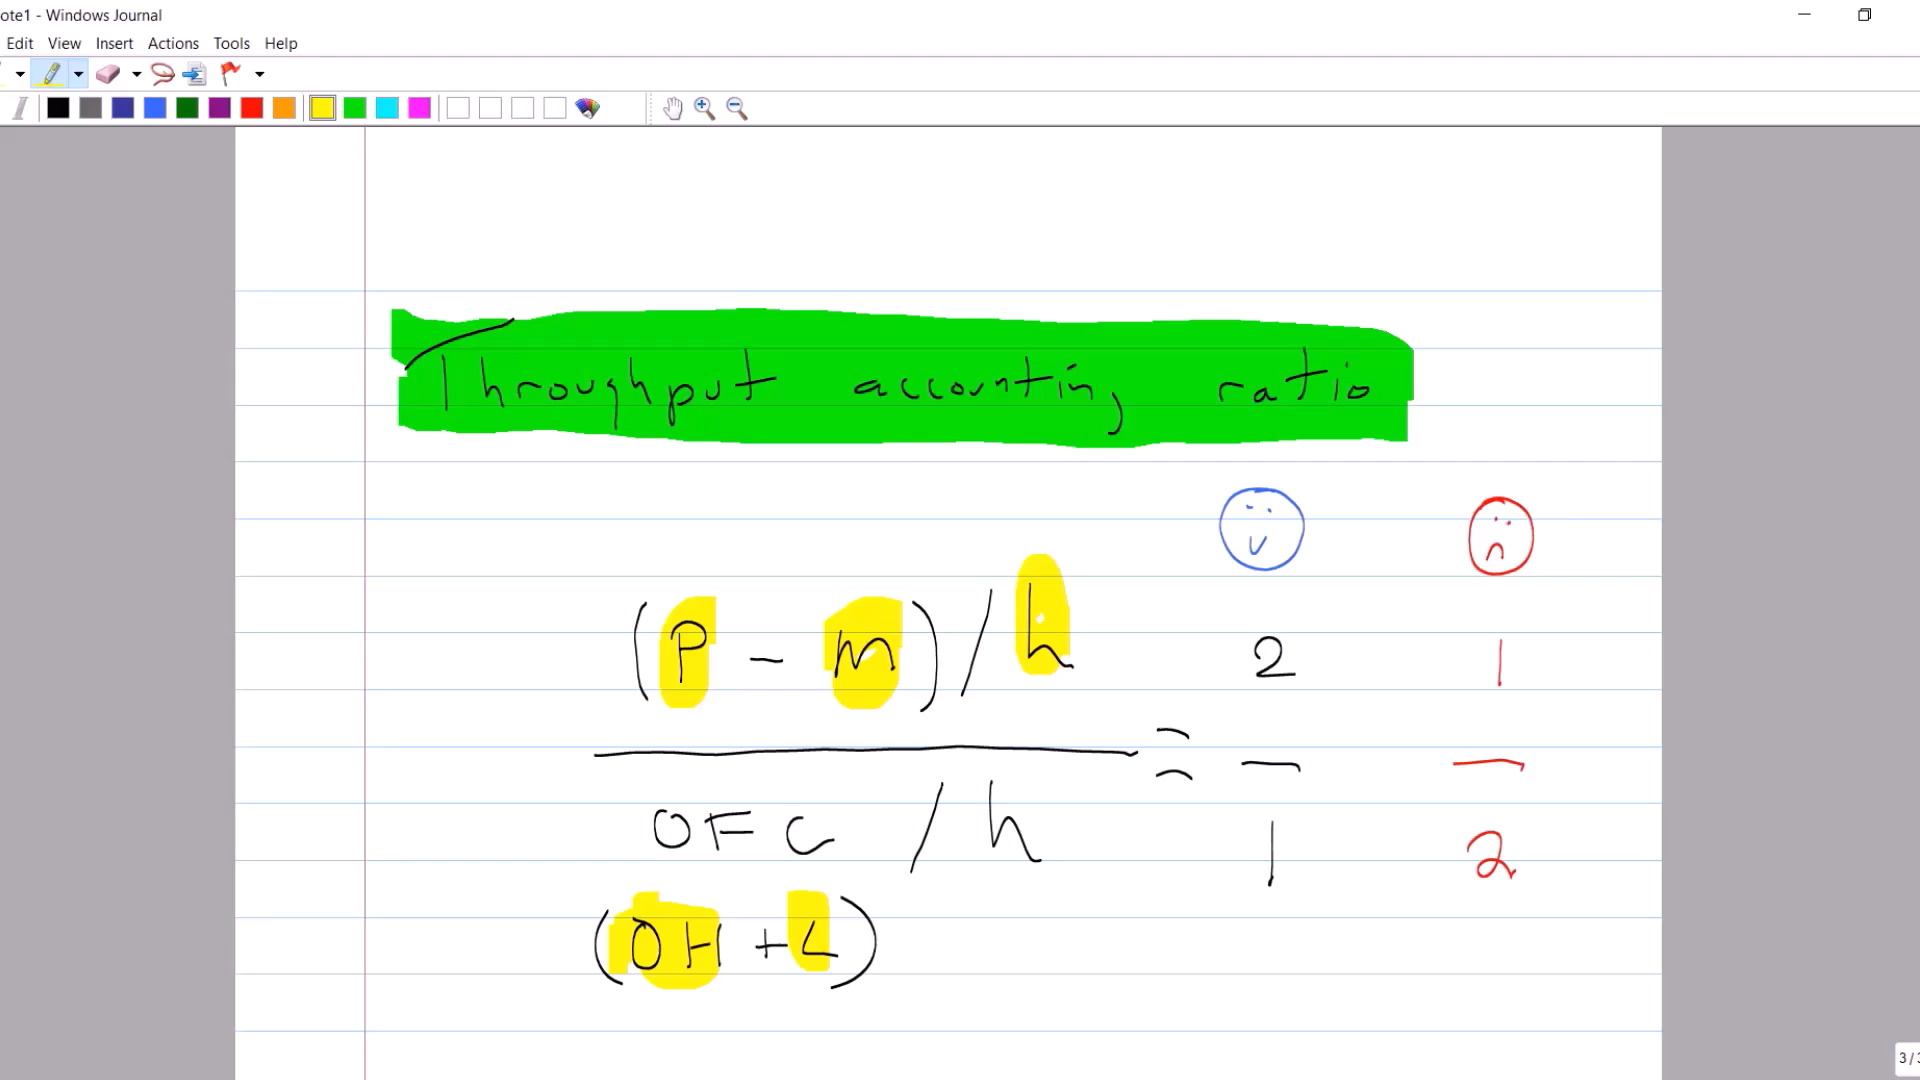 ote1 - Windows Journal
Edit View Insert Actions Tools Help
Throughput accounting ratio
(P - M) / h
2 1
=
OFC / h
1 2
(OH + L)
3 / 3